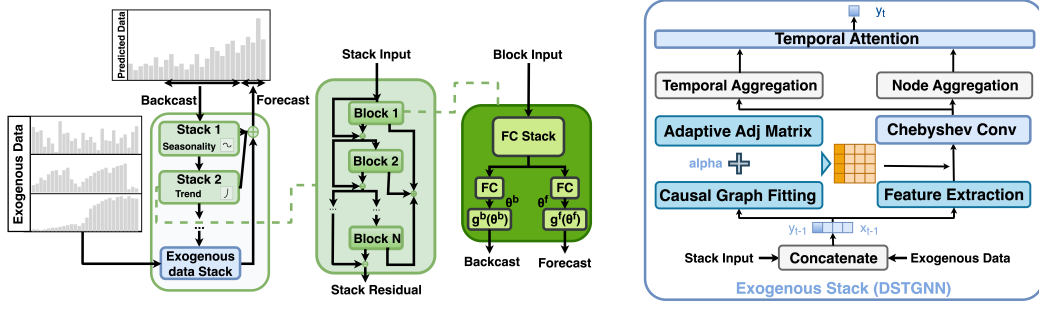 Predicted Data
Backcast
Forecast
Exogenous Data
Stack 1
Seasonality
Stack 2
Trend
...
Exogenous
data Stack
Stack Input
Block 1
Block 2
...
...
...
Block N
Stack Residual
Block Input
FC Stack
FC
FC
θb
θf
gb(θb)
gf(θf)
Backcast
Forecast
yt
Temporal Attention
Temporal Aggregation
Node Aggregation
Adaptive Adj Matrix
Chebyshev Conv
alpha
Causal Graph Fitting
Feature Extraction
yt-1
xt-1
Stack Input
Concatenate
Exogenous Data
Exogenous Stack (DSTGNN)